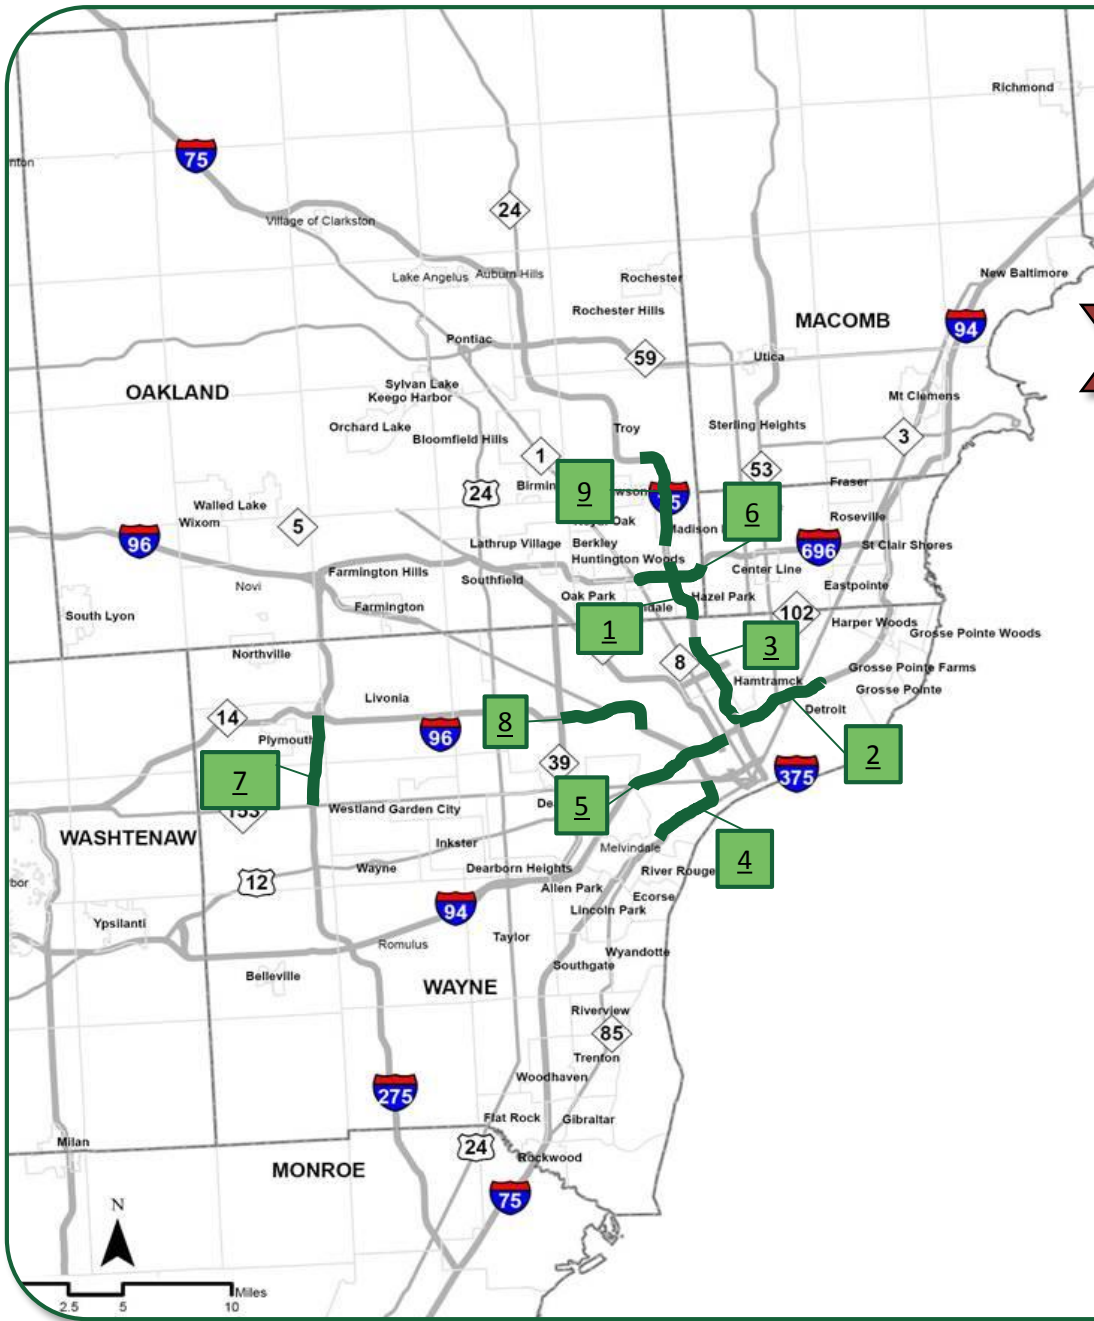 Richmond
75
24
Village of Clarkston
Lake Angelus
Auburn Hills
Rochester
New Baltimore
Rochester Hills
MACOMB
94
Pontiac
59
Utica
OAKLAND
Sylvan Lake
Keego Harbor
Mt Clemens
Orchard Lake
Bloomfield Hills
Troy
Sterling Heights
3
1
53
9
24
Fraser
Walled Lake
Wixom
5
6
Roseville
96
Lathrup Village
Berkley
696
St Clair Shores
Huntington Woods
Center Line
Novi
Farmington Hills
Southfield
Eastpointe
Oak Park
Hazel Park
South Lyon
Farmington
102
1
Harper Woods
Grosse Pointe Woods
Northville
8
3
Grosse Pointe Farms
Hamtramck
Grosse Pointe
Livonia
Detroit
14
8
Plymouth
96
2
39
375
7
5
Westland
Garden City
153
WASHTENAW
Inkster
Melvindale
4
Wayne
Dearborn Heights
River Rouge
12
Allen Park
Ecorse
94
Lincoln Park
Ypsilanti
Taylor
Romulus
Wyandotte
Southgate
Belleville
WAYNE
Riverview
85
Trenton
Woodhaven
275
Flat Rock
Gibraltar
Milan
24
Rockwood
MONROE
75
N
Miles
2.5 5 10